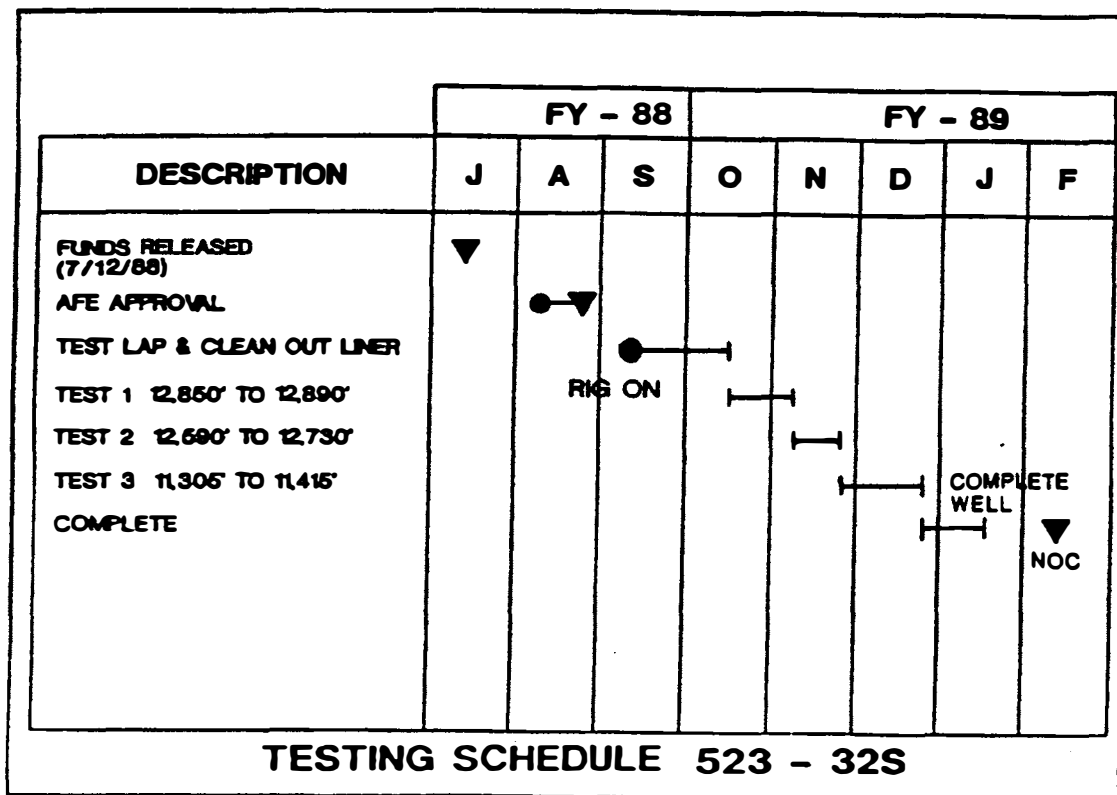 FY - 88 FY - 89
DESCRIPTION J A S O N D J F
FUNDS RELEASED
(7/12/88)
AFE APPROVAL
TEST LAP & CLEAN OUT LINER
RIG ON
TEST 1 12,850' TO 12,890'
TEST 2 12,690' TO 12,730'
TEST 3 11,305' TO 11,415'
COMPLETE
WELL
COMPLETE
NOC
TESTING SCHEDULE 523 - 32S